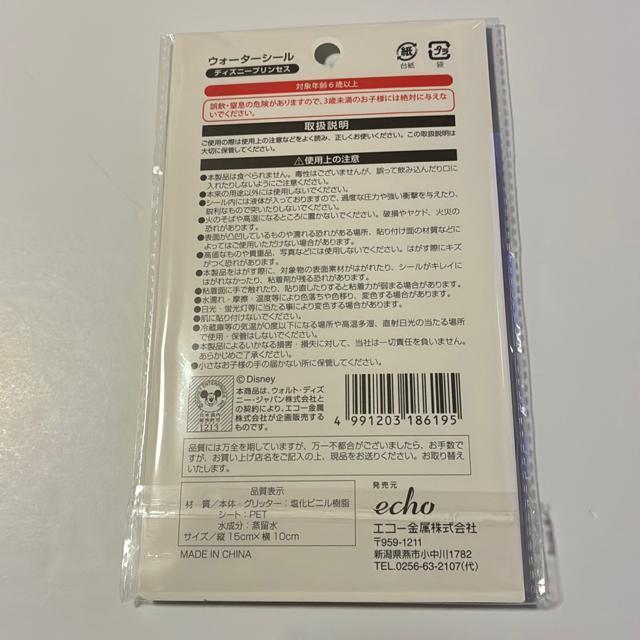 ウォーターシール
ディズニープリンセス
紙
台紙
プラ
袋
対象年齢6歳以上
誤飲・窒息の危険がありますので、3歳未満のお子様には絶対に与えな
いでください。
取扱説明
ご使用の際は使用上の注意などをよく読み、正しくお使いください。この取扱説明は
大切に保管してください。
⚠使用上の注意
●本製品は食べられません。毒性はございませんが、誤って飲み込んだり口に
入れたりしないようにご注意ください。
●本来の用途以外には使用しないでください。
●シール内には液体が入っておりますので、過度な圧力や強い衝撃を与えたり、
鋭利なもので突いたりしないでください。
●火のそばや高温になるところに置かないでください。破損やヤケド、火災の
恐れがあります。
●表面が凸凹しているものや濡れる恐れがある場所、貼り付け面の材質などに
よってはご使用いただけない場合があります。
●高価なものや貴重品、写真などには使用しないでください。はがす際にキズ
がつく恐れがあります。
●本製品をはがす際に、対象物の表面素材がはがれたり、シールがキレイに
はがれなかったり、粘着剤が残る恐れがあります。
●粘着面に手で触れたり、貼り直したりすると粘着力が弱まる場合があります。
●水濡れ・摩擦・温度等により色落ちや色移り、変色する場合があります。
●日光・蛍光灯等に当たる事により変色する場合があります。
●肌に貼り付けないでください。
●冷蔵庫等の気温が0度以下になる場所や高温多湿、直射日光の当たる場所
で使用・保管はしないでください。
●本製品によるいかなる損害・損失に対して、当社は一切責任を負いません。
あらかじめご了承ください。
●小さなお子様の手の届かない所に保管してください。
©Disney
本商品は、ウォルト・ディズ
ニー・ジャパン株式会社と
の契約により、エコー金属
株式会社が企画販売する
ものです。
1213
4 991203 186195
品質には万全を期していますが、万一不都合がございましたら、お手数で
すが、お買い上げ店名をご記入の上、現品をお送りください。お取り替え
いたします。
品質表示
材 質/本体・グリッター:塩化ビニル樹脂
シート:PET
水成分:蒸留水
サイズ/縦 15cm×横 10cm
MADE IN CHINA
発売元
echo
エコー金属株式会社
〒959-1211
新潟県燕市小中川1782
TEL.0256-63-2107(代)